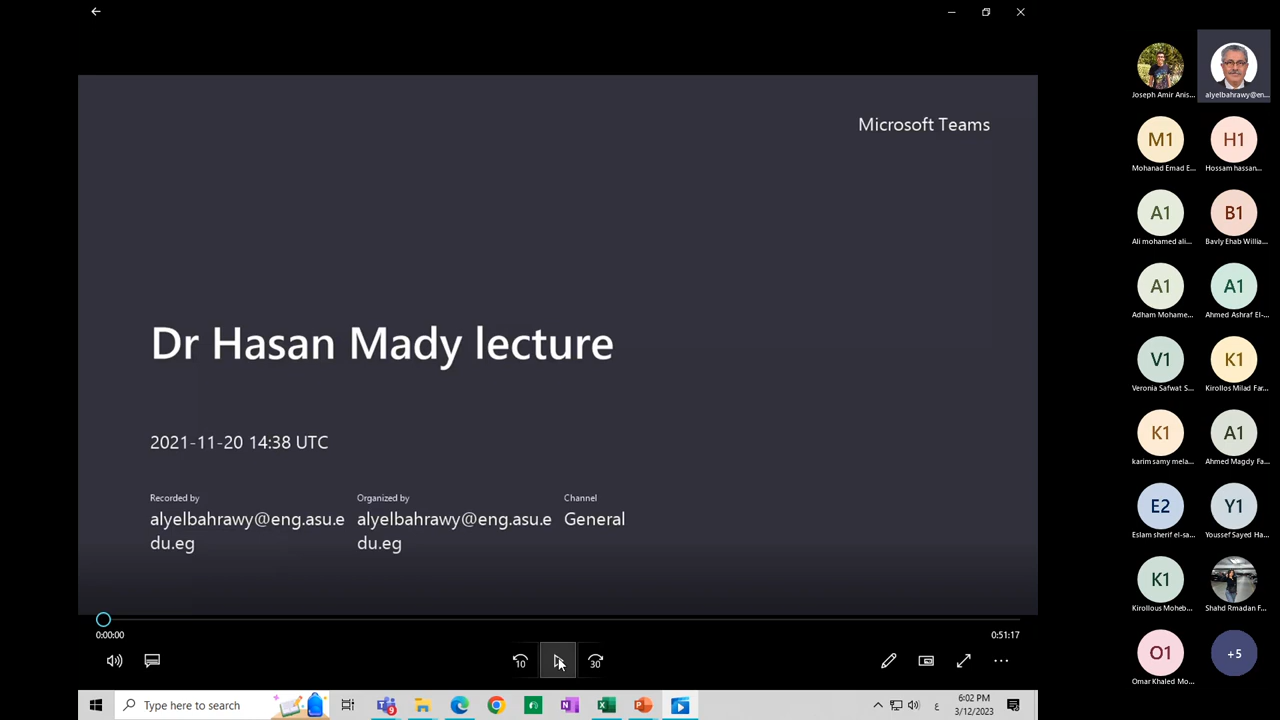 Microsoft Teams
Dr Hasan Mady lecture
2021-11-20 14:38 UTC
Recorded by
alyelbahrawy@eng.asu.e
du.eg
Organized by
alyelbahrawy@eng.asu.e
du.eg
Channel
General
0:00:00
0:51:17
10
30
Type here to search
9
ع
6:02 PM
3/12/2023
Joseph Amir Anis...
alyelbahrawy@en...
M1
Mohanad Emad E...
H1
Hossam hassan...
A1
Ali mohamed ali...
B1
Bavly Ehab Willia...
A1
Adham Mohame...
A1
Ahmed Ashraf El-...
V1
Veronia Safwat S...
K1
Kirollos Milad Far...
K1
karim samy mela...
A1
Ahmed Magdy Fa...
E2
Eslam sherif el-sa...
Y1
Youssef Sayed Ha...
K1
Kirollous Moheb...
Shahd Rmadan F...
O1
Omar Khaled Mo...
+5